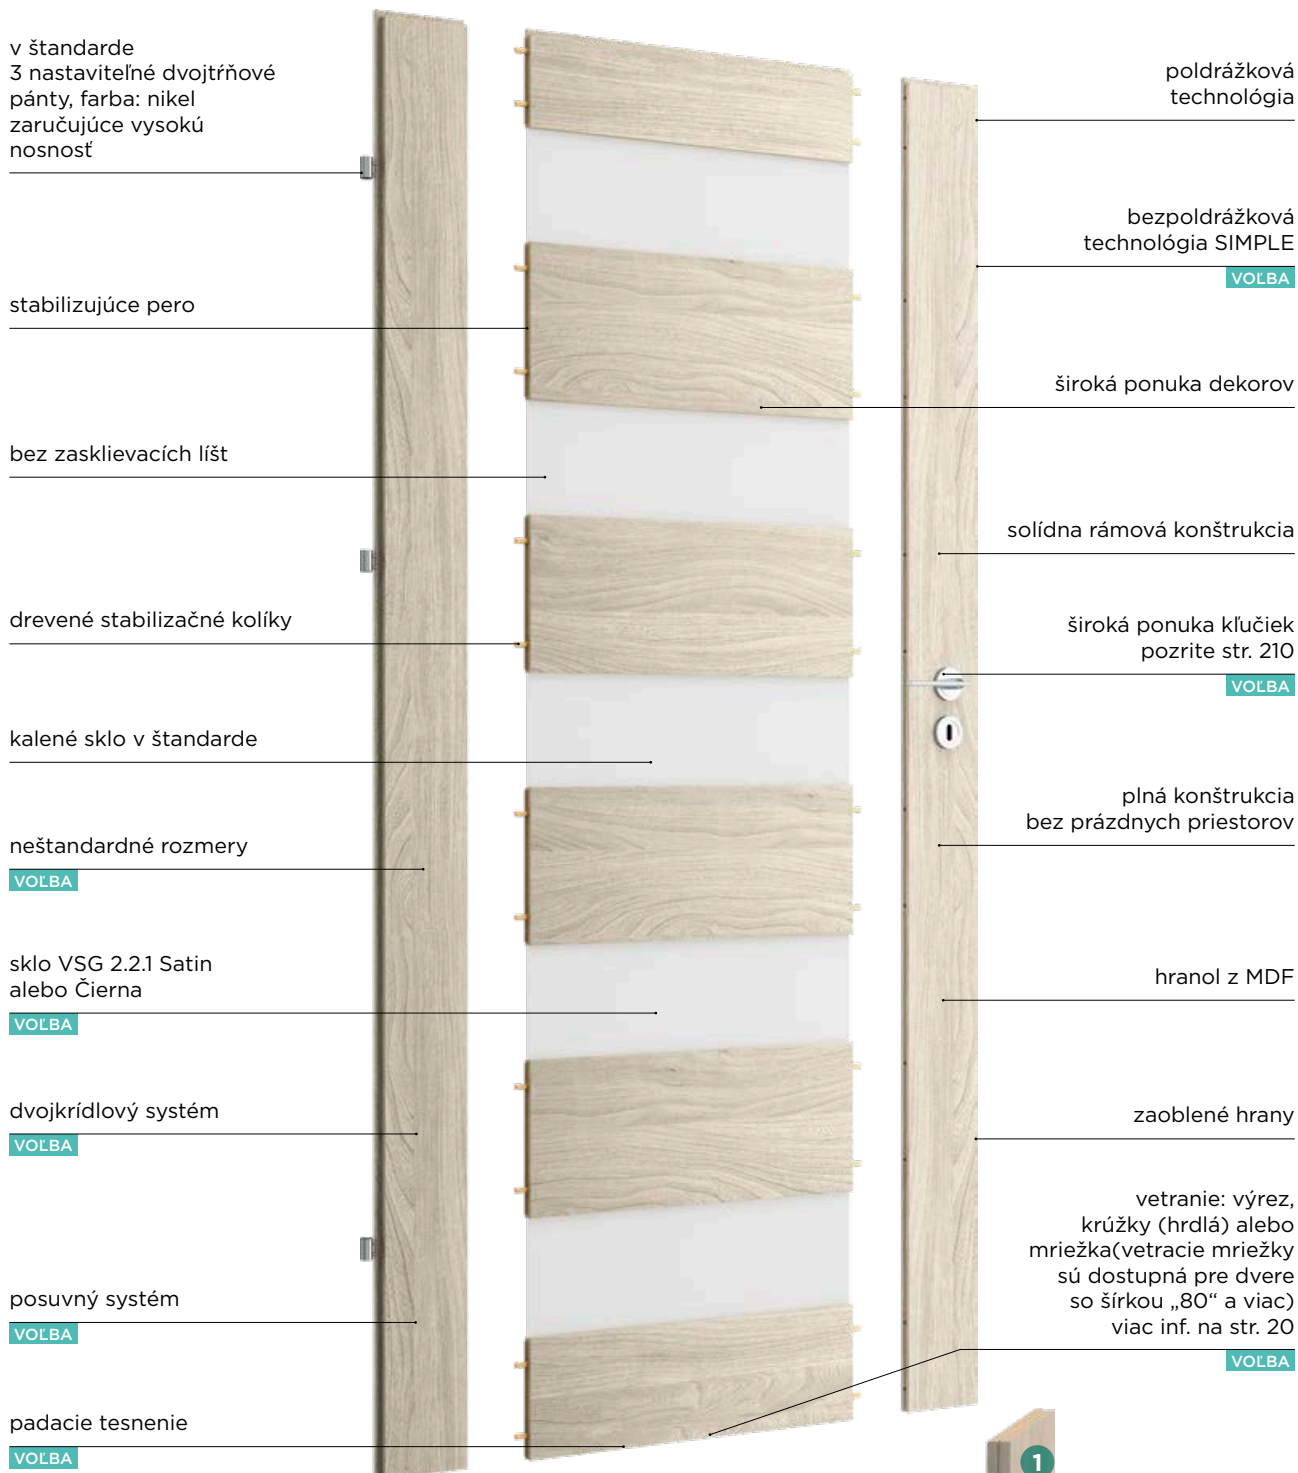 v štandarde
3 nastaviteľné dvojtŕňové
pánty, farba: nikel
zaručujúce vysokú
nosnosť
stabilizujúce pero
bez zasklievacích líšt
drevené stabilizačné kolíky
kalené sklo v štandarde
neštandardné rozmery
VOĽBA
sklo VSG 2.2.1 Satin
alebo Čierna
VOĽBA
dvojkrídlový systém
VOĽBA
posuvný systém
VOĽBA
padacie tesnenie
VOĽBA
poldrážková
technológia
bezpoldrážková
technológia SIMPLE
VOĽBA
široká ponuka dekorov
solídna rámová konštrukcia
široká ponuka kľučiek
pozrite str. 210
VOĽBA
plná konštrukcia
bez prázdnych priestorov
hranol z MDF
zaoblené hrany
vetranie: výrez,
krúžky (hrdlá) alebo
mriežka(vetracie mriežky
sú dostupná pre dvere
so šírkou „80“ a viac)
viac inf. na str. 20
VOĽBA
1